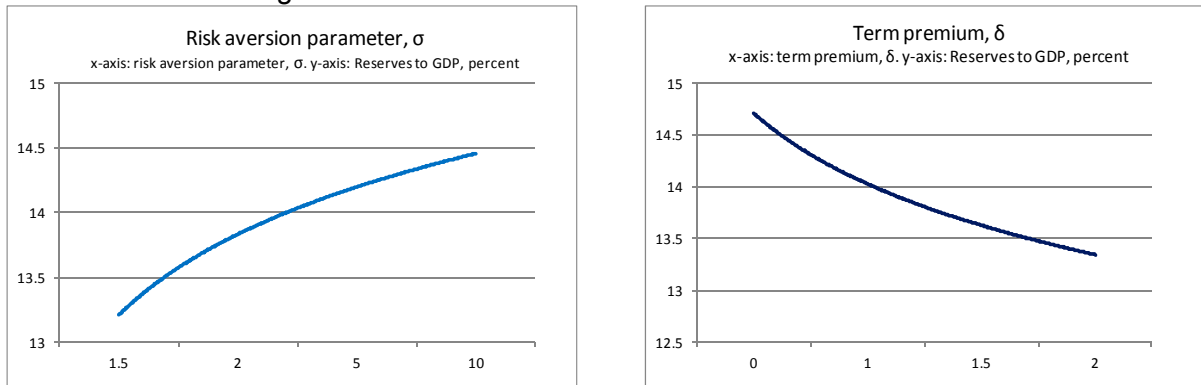 Risk aversion parameter, σ
x-axis: risk aversion parameter, σ. y-axis: Reserves to GDP, percent
15
14.5
14
13.5
13
1.5 2 5 10
Term premium, δ
x-axis: term premium, δ. y-axis: Reserves to GDP, percent
15
14.5
14
13.5
13
12.5
0 1 1.5 2